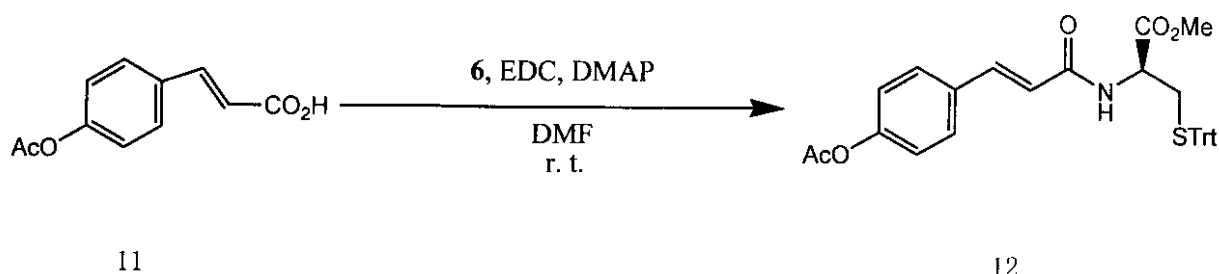 O
CO₂Me
6, EDC, DMAP
CO₂H
N
H
DMF
STrt
AcO
r. t.
AcO
11
12